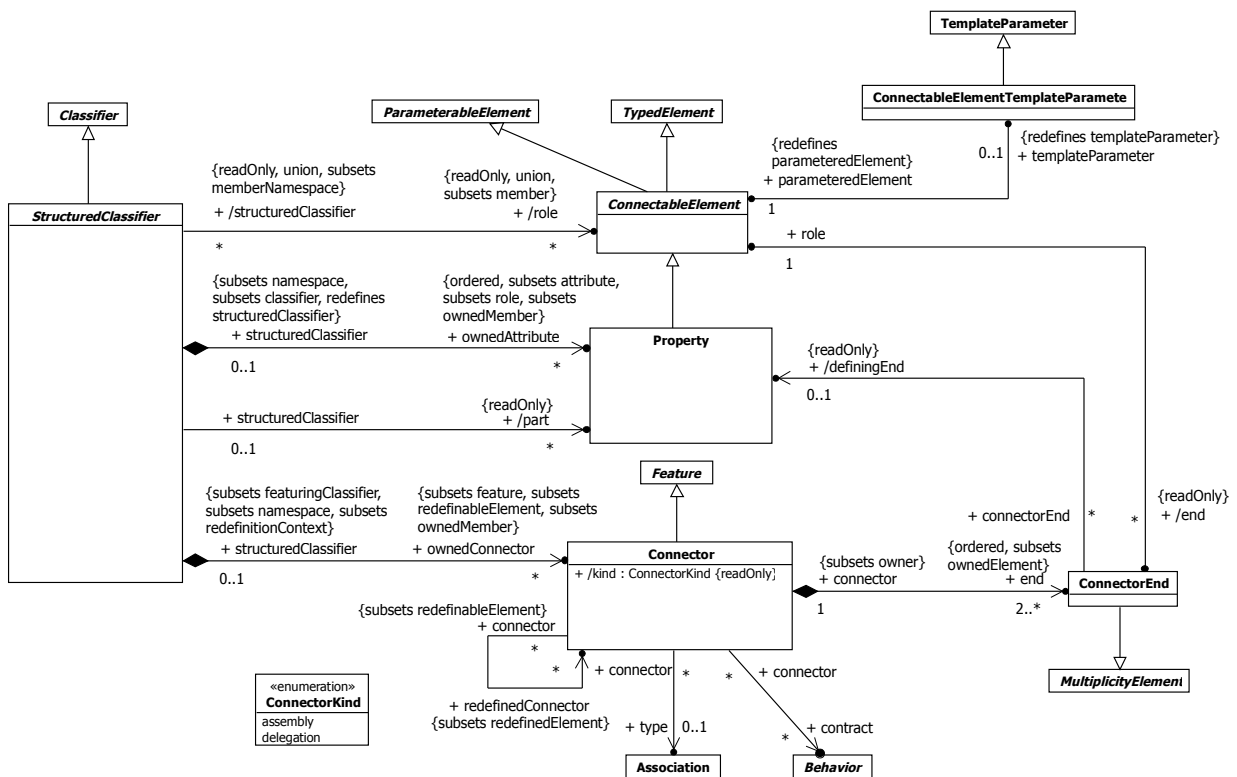 TemplateParameter
ConnectableElementTemplateParamete
Classifier
ParameterableElement
TypedElement
{redefines
parameteredElement}
+ parameteredElement
1
0..1
{redefines templateParameter}
+ templateParameter
{readOnly, union, subsets
memberNamespace}
+ /structuredClassifier
*
{readOnly, union,
subsets member}
+ /role
*
StructuredClassifier
ConnectableElement
+ role
1
{subsets namespace,
subsets classifier, redefines
structuredClassifier}
+ structuredClassifier
0..1
{ordered, subsets attribute,
subsets role, subsets
ownedMember}
+ ownedAttribute
*
Property
{readOnly}
+ /definingEnd
0..1
+ structuredClassifier
0..1
{readOnly}
+ /part
*
Feature
{subsets featuringClassifier,
subsets namespace, subsets
redefinitionContext}
+ structuredClassifier
0..1
{subsets feature, subsets
redefinableElement, subsets
ownedMember}
+ ownedConnector
*
+ connectorEnd
*
*
{readOnly}
+ /end
Connector
+ /kind : ConnectorKind {readOnly}
{subsets owner}
+ connector
1
{ordered, subsets
ownedElement}
+ end
2..*
ConnectorEnd
{subsets redefinableElement}
+ connector
*
*
+ redefinedConnector
{subsets redefinedElement}
+ connector
*
+ type
0..1
*
+ connector
+ contract
*
MultiplicityElement
«enumeration»
ConnectorKind
assembly
delegation
Association
Behavior